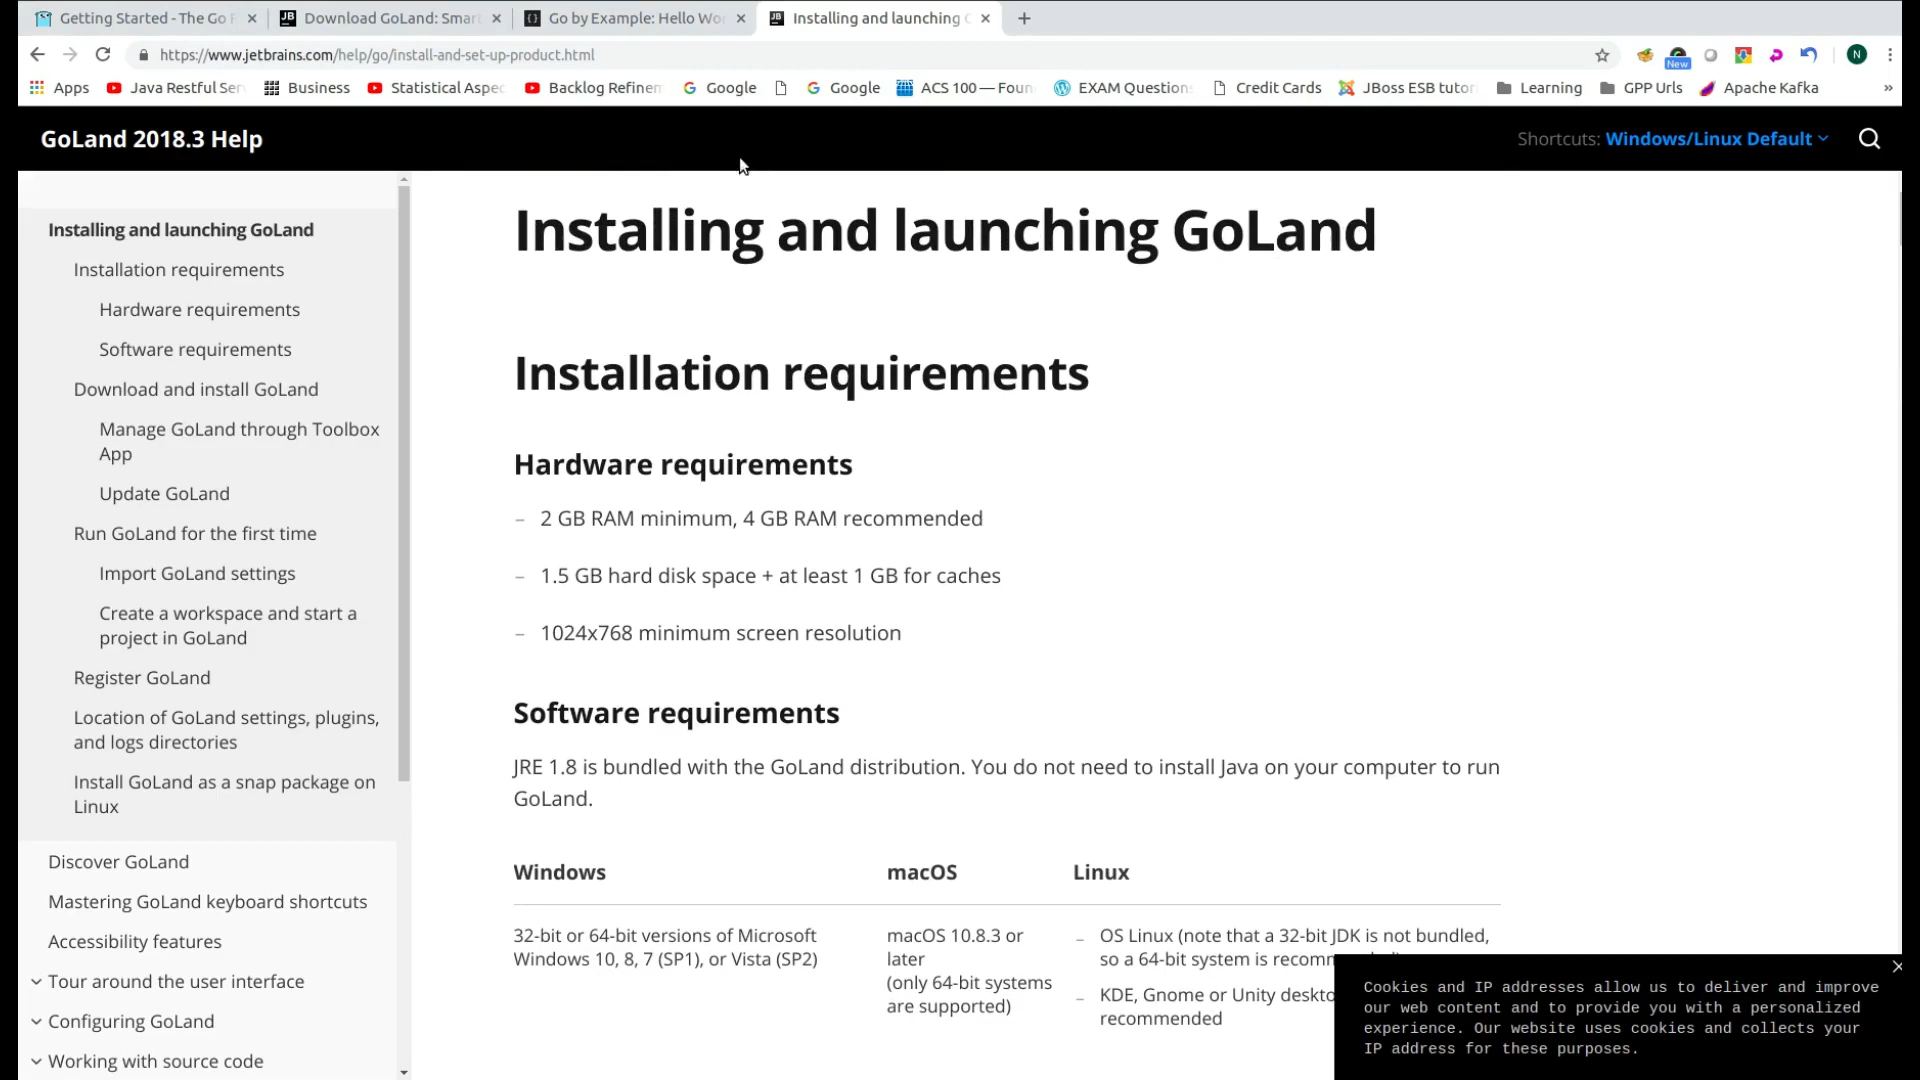 Getting Started - The Go
Download GoLand: Smar
Go by Example: Hello Wo
Installing and launching
https://www.jetbrains.com/help/go/install-and-set-up-product.html
New
N
Apps
Java Restful Ser
Business
Statistical Aspec
Backlog Refinem
Google
Google
ACS 100 — Foun
EXAM Question
Credit Cards
JBoss ESB tutor
Learning
GPP Urls
Apache Kafka
»
GoLand 2018.3 Help
Shortcuts: Windows/Linux Default
Installing and launching GoLand
Installation requirements
Hardware requirements
Software requirements
Download and install GoLand
Manage GoLand through Toolbox
App
Update GoLand
Run GoLand for the first time
Import GoLand settings
Create a workspace and start a
project in GoLand
Register GoLand
Location of GoLand settings, plugins,
and logs directories
Install GoLand as a snap package on
Linux
Discover GoLand
Mastering GoLand keyboard shortcuts
Accessibility features
Tour around the user interface
Configuring GoLand
Working with source code
Installing and launching GoLand
Installation requirements
Hardware requirements
– 2 GB RAM minimum, 4 GB RAM recommended
– 1.5 GB hard disk space + at least 1 GB for caches
– 1024x768 minimum screen resolution
Software requirements
JRE 1.8 is bundled with the GoLand distribution. You do not need to install Java on your computer to run
GoLand.
Windows
macOS
Linux
32-bit or 64-bit versions of Microsoft
Windows 10, 8, 7 (SP1), or Vista (SP2)
macOS 10.8.3 or
later
(only 64-bit systems
are supported)
– OS Linux (note that a 32-bit JDK is not bundled,
so a 64-bit system is recomm
– KDE, Gnome or Unity deskto
recommended
Cookies and IP addresses allow us to deliver and improve
our web content and to provide you with a personalized
experience. Our website uses cookies and collects your
IP address for these purposes.